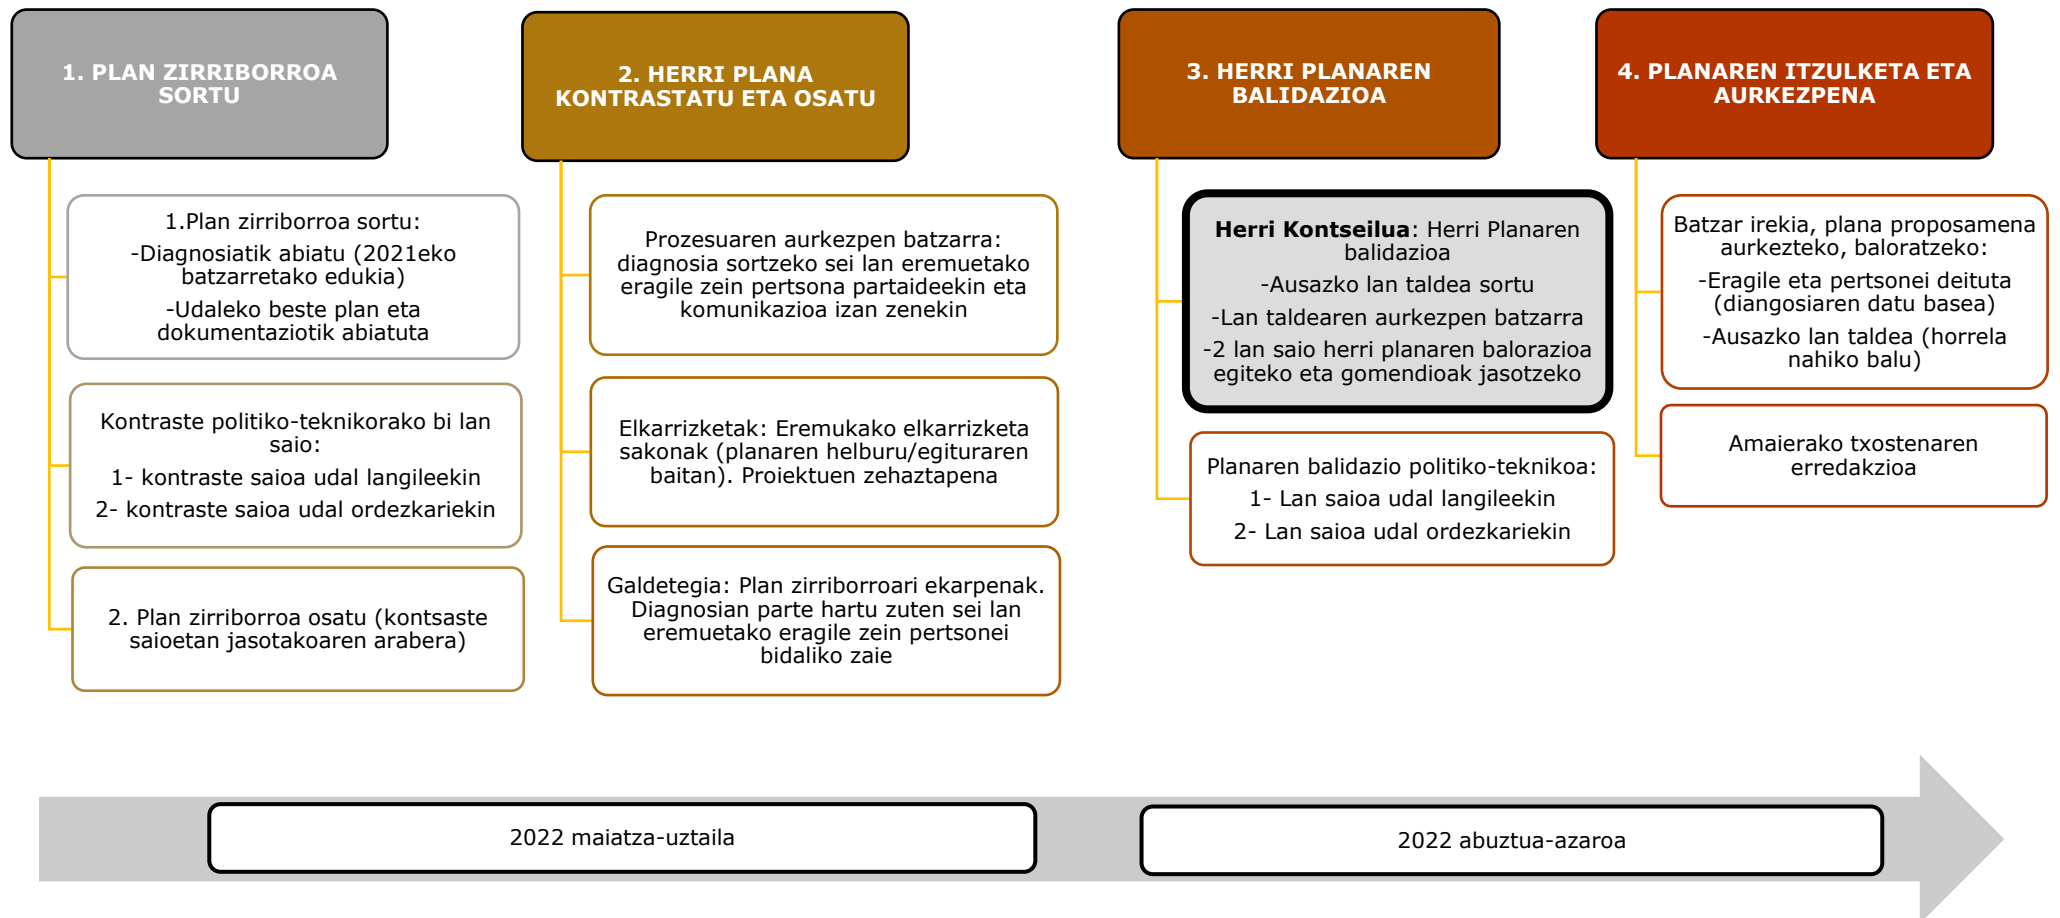 1. PLAN ZIRRIBORROA
SORTU
1.Plan zirriborroa sortu:
-Diagnosiatik abiatu (2021eko
batzarretako edukia)
-Udaleko beste plan eta
dokumentaziotik abiatuta
Kontraste politiko-teknikorako bi lan
saio:
1- kontraste saioa udal langileekin
2- kontraste saioa udal ordezkariekin
2. Plan zirriborroa osatu (kontsaste
saioetan jasotakoaren arabera)
2. HERRI PLANA
KONTRASTATU ETA OSATU
Prozesuaren aurkezpen batzarra:
diagnosia sortzeko sei lan eremuetako
eragile zein pertsona partaideekin eta
komunikazioa izan zenekin
Elkarrizketak: Eremukako elkarrizketa
sakonak (planaren helburu/egituraren
baitan). Proiektuen zehaztapena
Galdetegia: Plan zirriborroari ekarpenak.
Diagnosian parte hartu zuten sei lan
eremuetako eragile zein pertsonei
bidaliko zaie
3. HERRI PLANAREN
BALIDAZIOA
Herri Kontseilua: Herri Planaren
balidazioa
-Ausazko lan taldea sortu
-Lan taldearen aurkezpen batzarra
-2 lan saio herri planaren balorazioa
egiteko eta gomendioak jasotzeko
Planaren balidazio politiko-teknikoa:
1- Lan saioa udal langileekin
2- Lan saioa udal ordezkariekin
4. PLANAREN ITZULKETA ETA
AURKEZPENA
Batzar irekia, plana proposamena
aurkezteko, baloratzeko:
-Eragile eta pertsonei deituta
(diangosiaren datu basea)
-Ausazko lan taldea (horrela
nahiko balu)
Amaierako txostenaren
erredakzioa
2022 maiatza-uztaila
2022 abuztua-azaroa